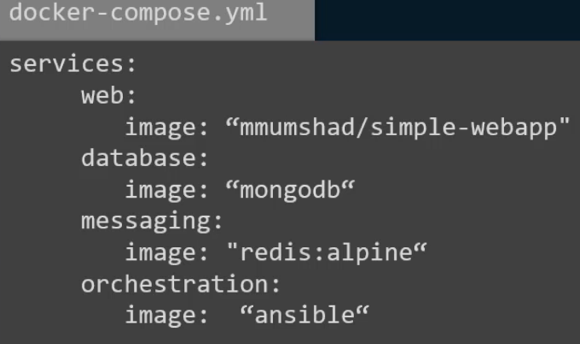 docker-compose.yml
services:
web:
image: “mmumshad/simple-webapp"
database:
image: “mongodb“
messaging:
image: "redis:alpine“
orchestration:
image: “ansible“